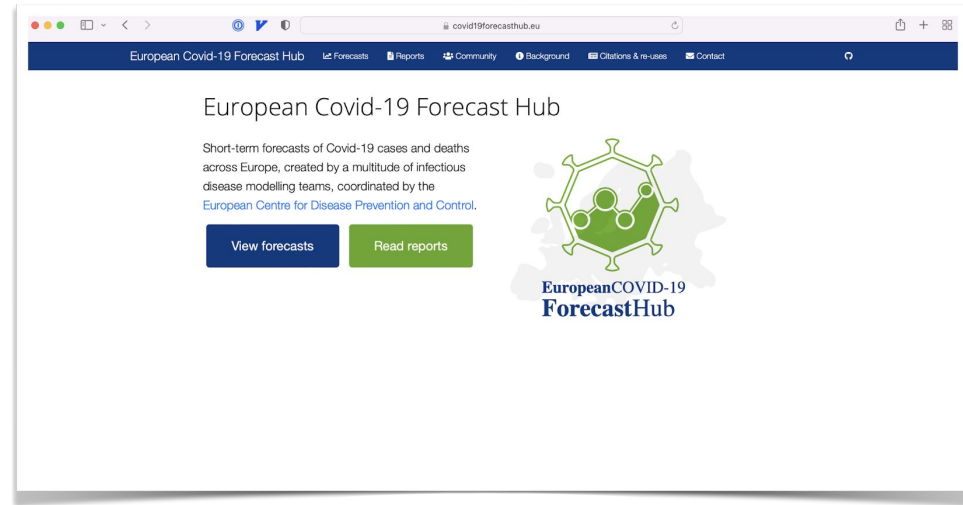 covid19forecasthub.eu
European Covid-19 Forecast Hub Forecasts Reports Community Background Citations & re-uses Contact
European Covid-19 Forecast Hub
Short-term forecasts of Covid-19 cases and deaths
across Europe, created by a multitude of infectious
disease modelling teams, coordinated by the
European Centre for Disease Prevention and Control.
View forecasts Read reports
EuropeanCOVID-19
ForecastHub